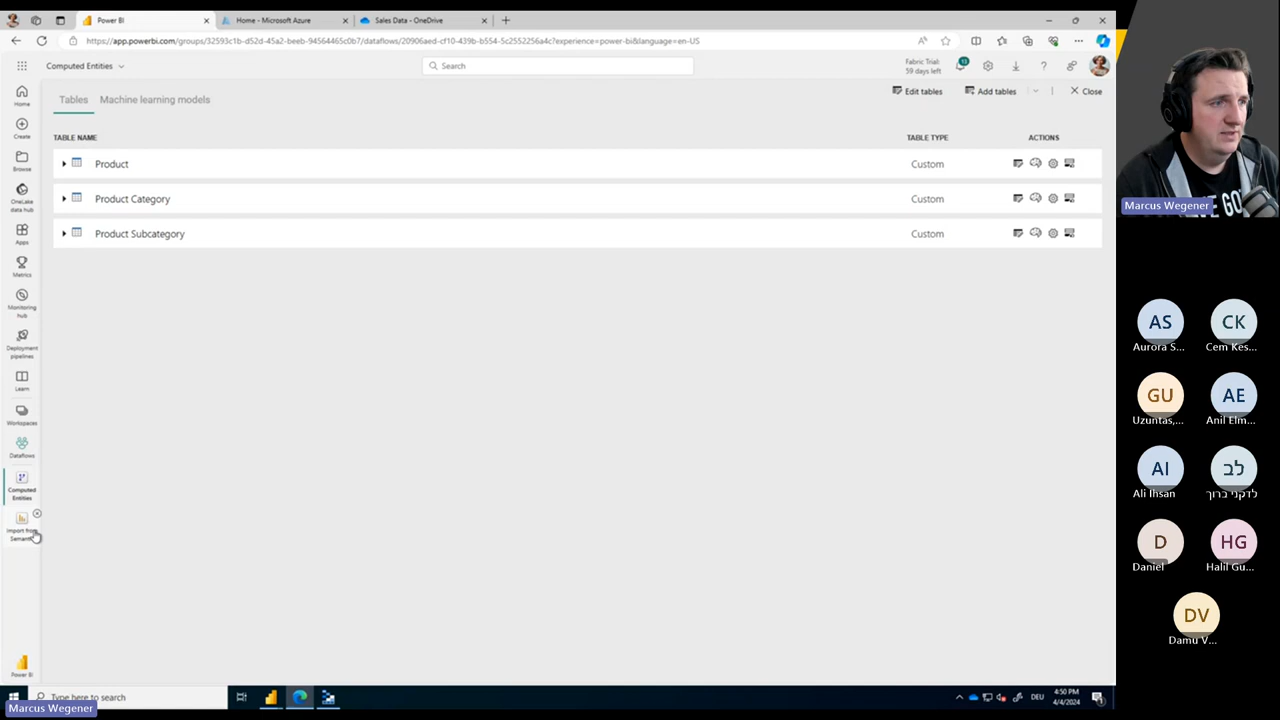 Power BI
Home - Microsoft Azure
Sales Data - OneDrive
https://app.powerbi.com/groups/32593c1b-d52d-45a2-beeb-94564465c0b7/dataflows/20906aed-cf10-439b-b554-5c2552256a4c?experience=power-bi&language=en-US
Computed Entities
Search
Fabric Trial:
59 days left
Tables
Machine learning models
Edit tables
Add tables
Close
TABLE NAME
TABLE TYPE
ACTIONS
Product
Custom
Product Category
Custom
Product Subcategory
Custom
Home
Create
Browse
OneLake
data hub
Apps
Metrics
Monitoring
hub
Deployment
pipelines
Learn
Workspaces
Dataflows
Computed
Entities
Import from
Power BI
Type here to search
DEU
4:50 PM
4/4/2024
Marcus Wegener
Marcus Wegener
AS
Aurora S...
CK
Cem Kes...
GU
Uzuntas,...
AE
Anil Elm...
AI
Ali Ihsan
לב
לדקני ברוך
D
Daniel
HG
Halil Gu...
DV
Damu V...